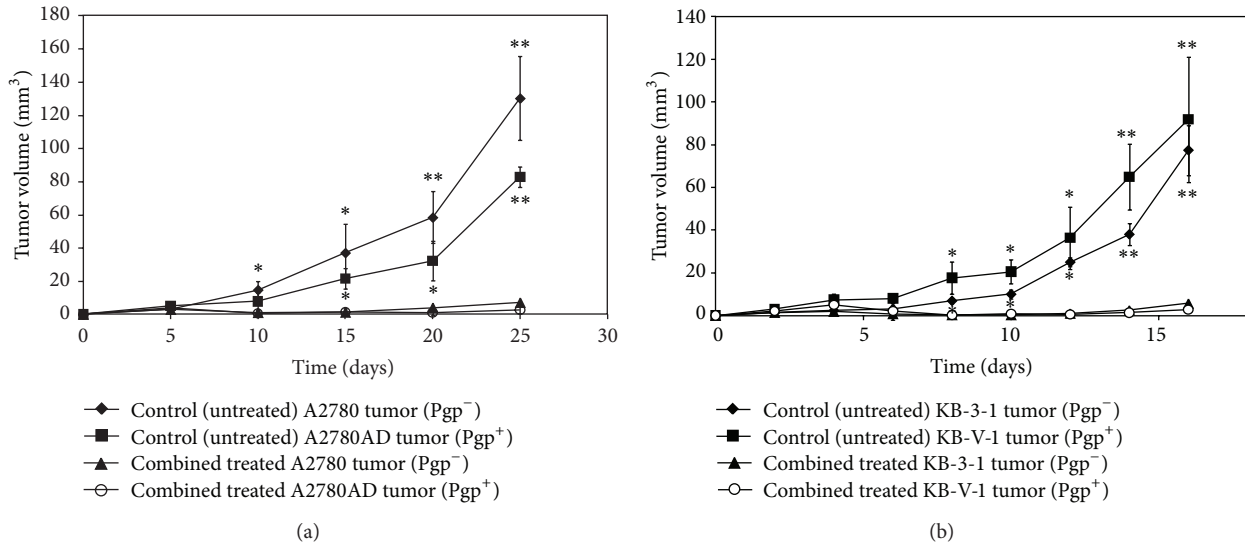 180
160
140
120
100
80
60
40
20
0
Tumor volume (mm³)
**
**
*
*
**
*
*
0 5 10 15 20 25 30
Time (days)
Control (untreated) A2780 tumor (Pgp⁻)
Control (untreated) A2780AD tumor (Pgp⁺)
Combined treated A2780 tumor (Pgp⁻)
Combined treated A2780AD tumor (Pgp⁺)
(a)
140
120
100
80
60
40
20
0
Tumor volume (mm³)
**
**
*
*
*
**
**
*
*
*
0 5 10 15
Time (days)
Control (untreated) KB-3-1 tumor (Pgp⁻)
Control (untreated) KB-V-1 tumor (Pgp⁺)
Combined treated KB-3-1 tumor (Pgp⁻)
Combined treated KB-V-1 tumor (Pgp⁺)
(b)